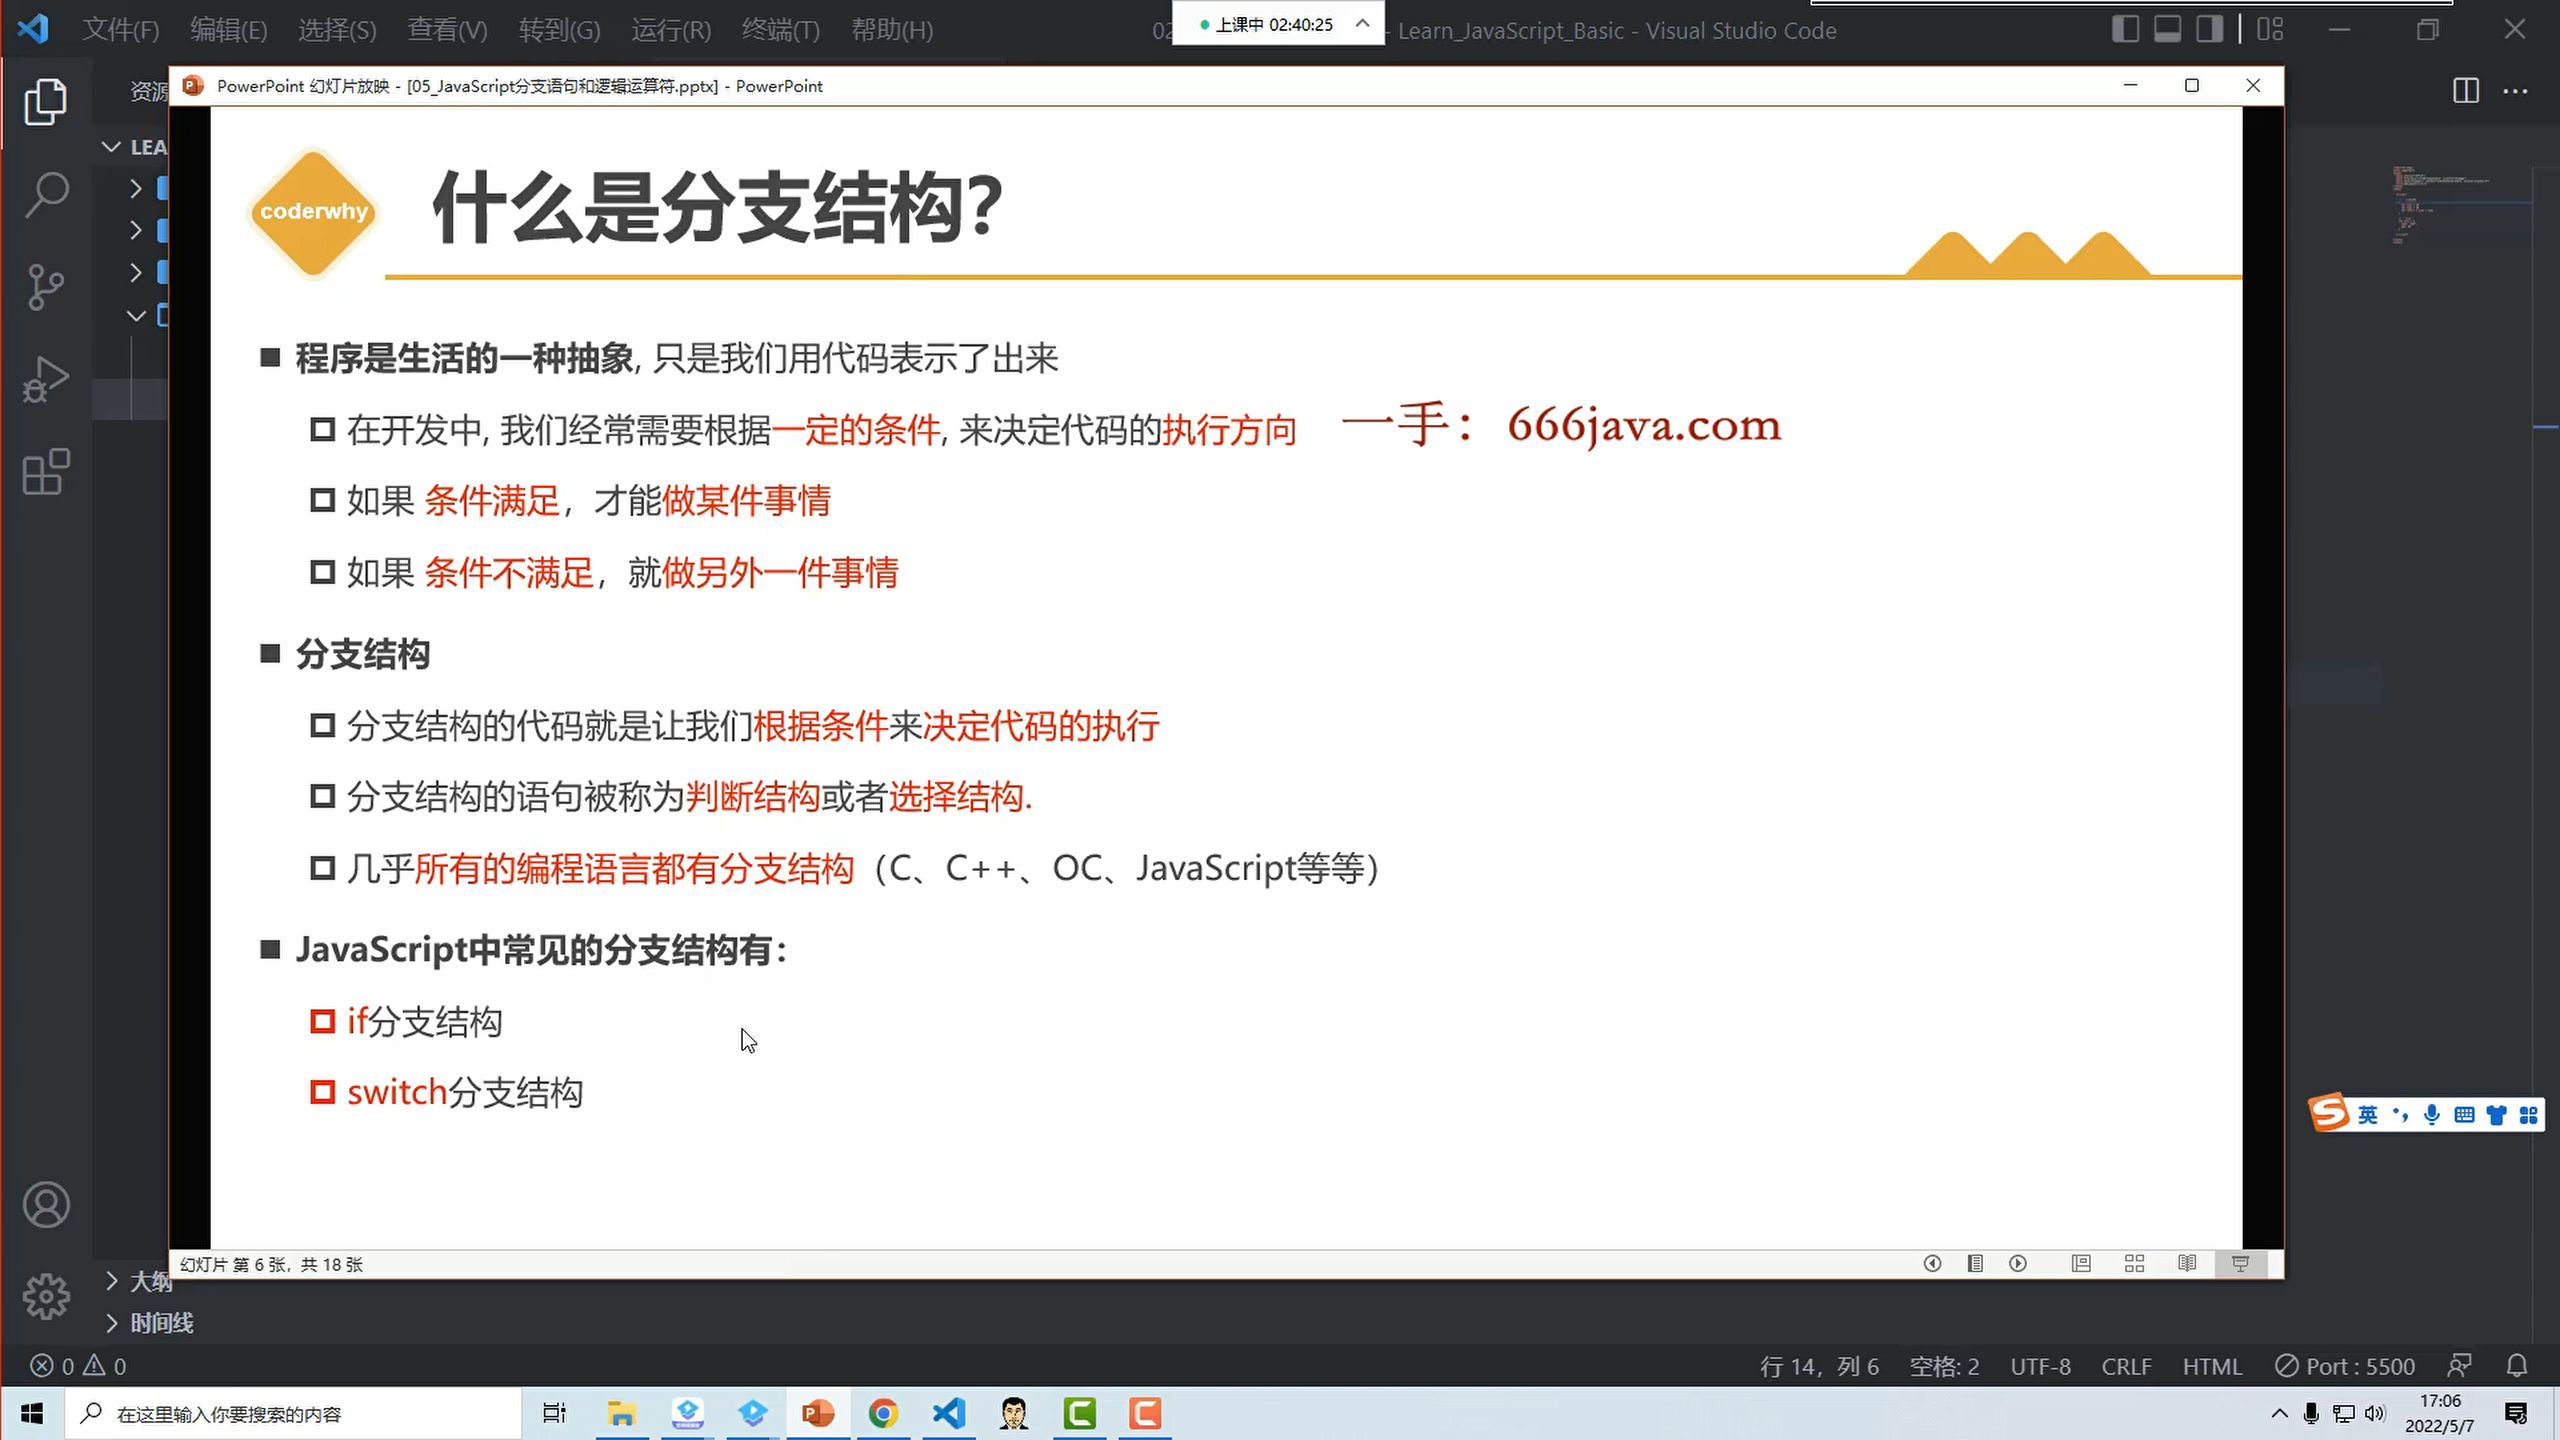 文件(F) 编辑(E) 选择(S) 查看(V) 转到(G) 运行(R) 终端(T) 帮助(H)
02
上课中 02:40:25
- Learn_JavaScript_Basic - Visual Studio Code
资源
PowerPoint 幻灯片放映 - [05_JavaScript分支语句和逻辑运算符.pptx] - PowerPoint
LEA
coderwhy
什么是分支结构?
程序是生活的一种抽象, 只是我们用代码表示了出来
在开发中, 我们经常需要根据一定的条件, 来决定代码的执行方向
一手： 666java.com
如果 条件满足，才能做某件事情
如果 条件不满足，就做另外一件事情
分支结构
分支结构的代码就是让我们根据条件来决定代码的执行
分支结构的语句被称为判断结构或者选择结构.
几乎所有的编程语言都有分支结构（C、C++、OC、JavaScript等等）
JavaScript中常见的分支结构有：
if分支结构
switch分支结构
英
幻灯片 第 6 张，共 18 张
大纲
时间线
0 0
行 14，列 6 空格: 2 UTF-8 CRLF HTML Port : 5500
在这里输入你要搜索的内容
17:06
2022/5/7